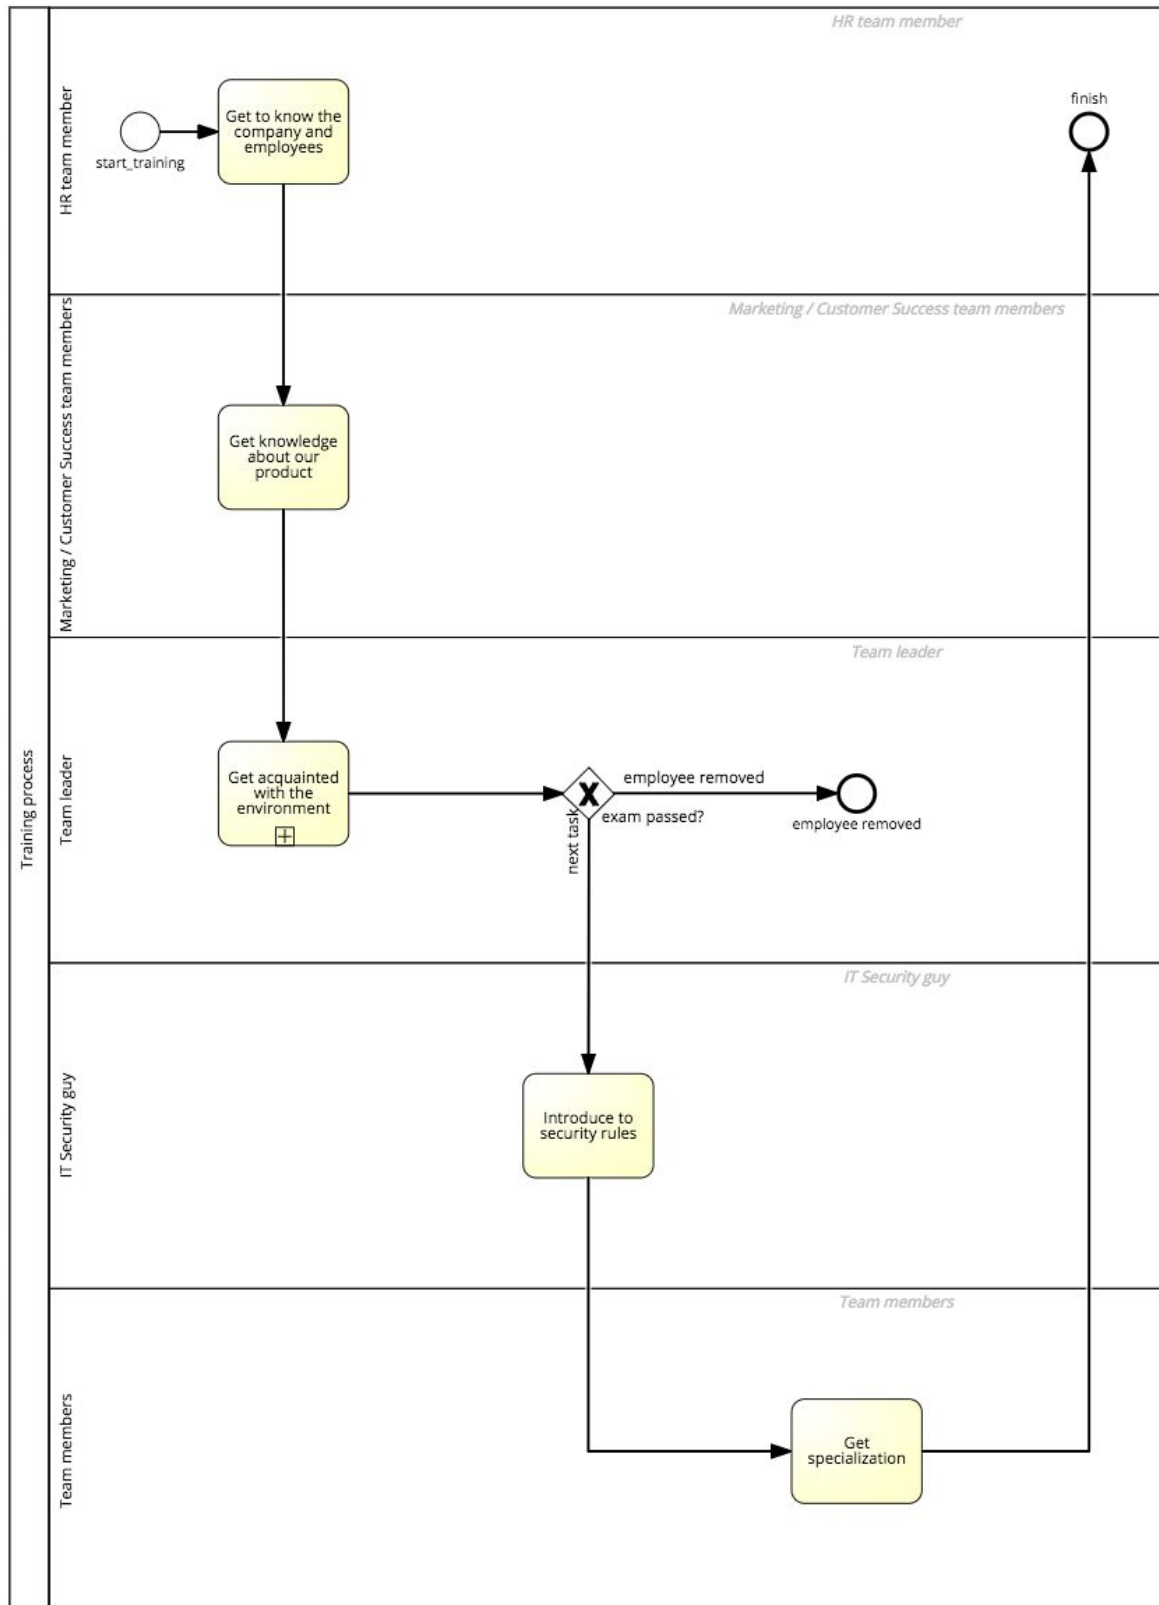 HR team member
HR team member
start_training
Get to know the
company and
employees
finish
Marketing / Customer Success team members
Marketing / Customer Success team members
Get knowledge
about our
product
Training process
Team leader
Team leader
Get acquainted
with the
environment
employee removed
exam passed?
next task
employee removed
IT Security guy
IT Security guy
Introduce to
security rules
Team members
Team members
Get
specialization